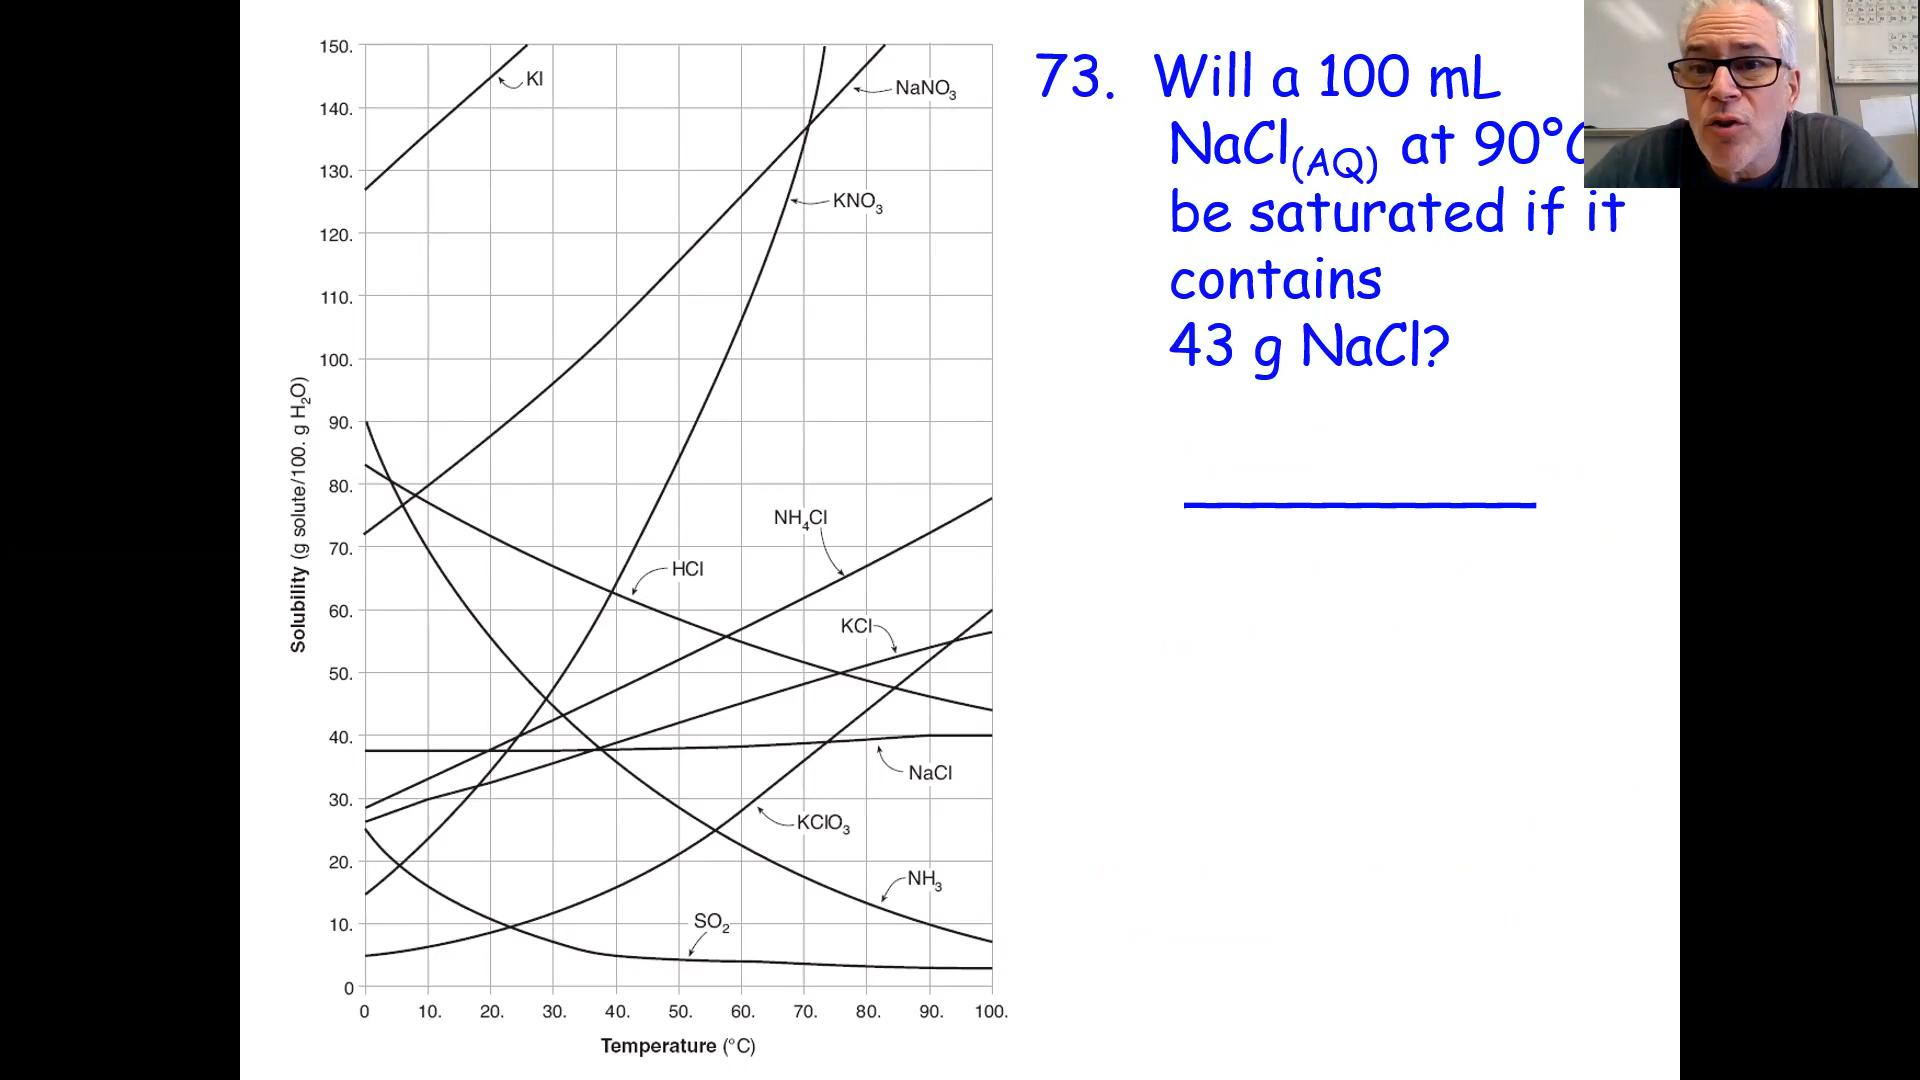 150.
140.
130.
120.
110.
100.
90.
80.
70.
60.
50.
40.
30.
20.
10.
0
Solubility (g solute/100. g H₂O)
0 10. 20. 30. 40. 50. 60. 70. 80. 90. 100.
Temperature (°C)
KI
NaNO₃
KNO₃
NH₄Cl
HCl
KCl
NaCl
KClO₃
NH₃
SO₂
73. Will a 100 mL
NaCl(AQ) at 90°C
be saturated if it
contains
43 g NaCl?